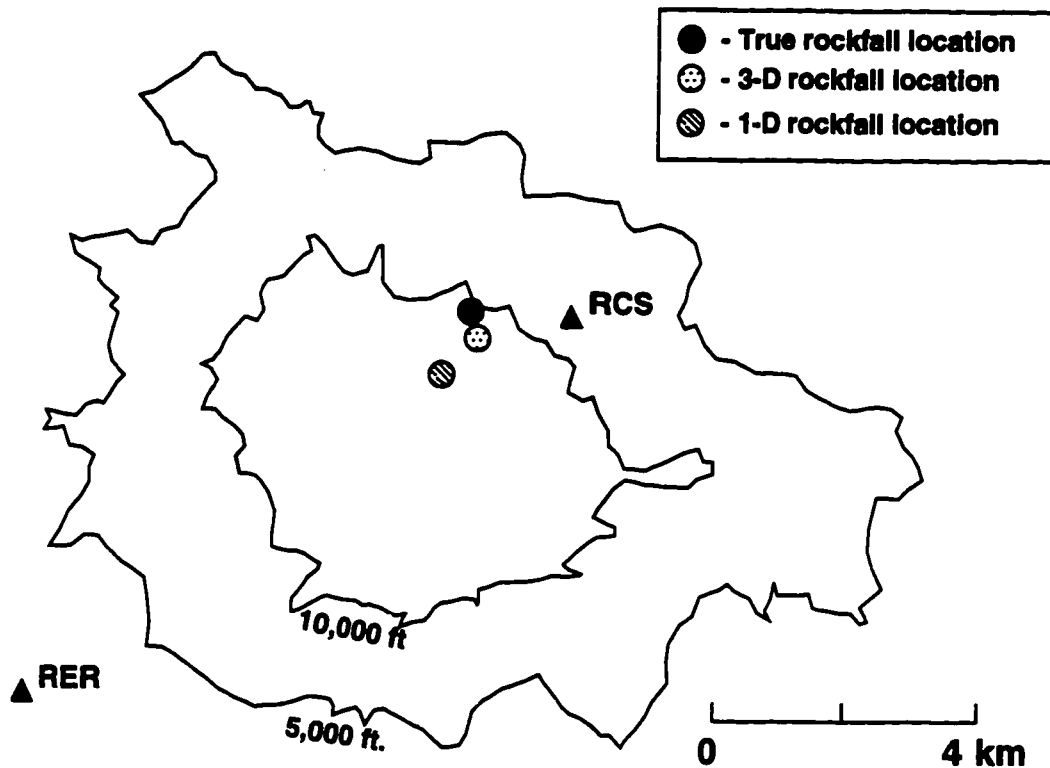 - True rockfall location
- 3-D rockfall location
- 1-D rockfall location
RCS
10,000 ft
RER
5,000 ft.
0 4 km